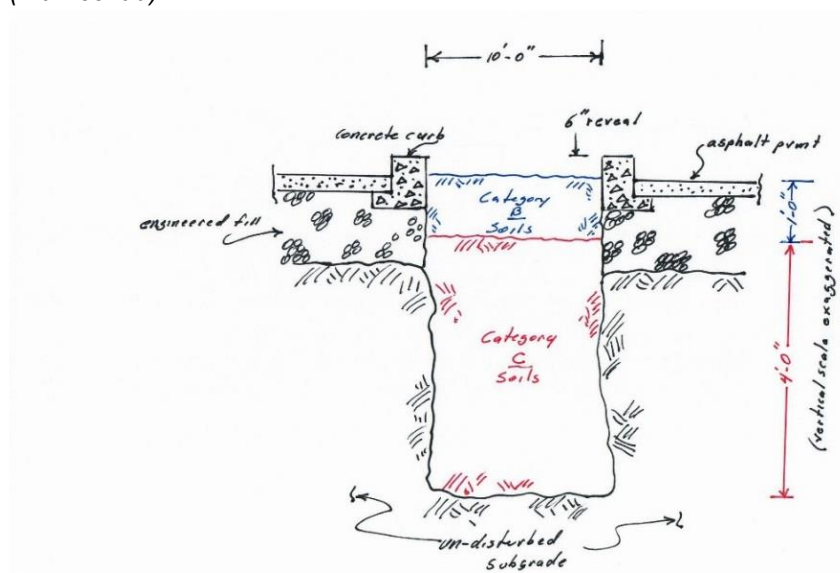 10'-0"
concrete curb
6" reveal
asphalt pvmt
Category
B
Soils
1'-0"
engineered fill
Category
C
Soils
4'-0"
(vertical scale exaggerated)
un-disturbed
subgrade